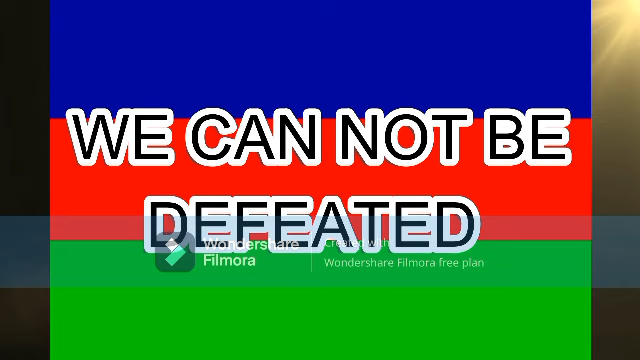 WE CAN NOT BE
DEFEATED
Wondershare
Filmora
Created with
Wondershare Filmora free plan